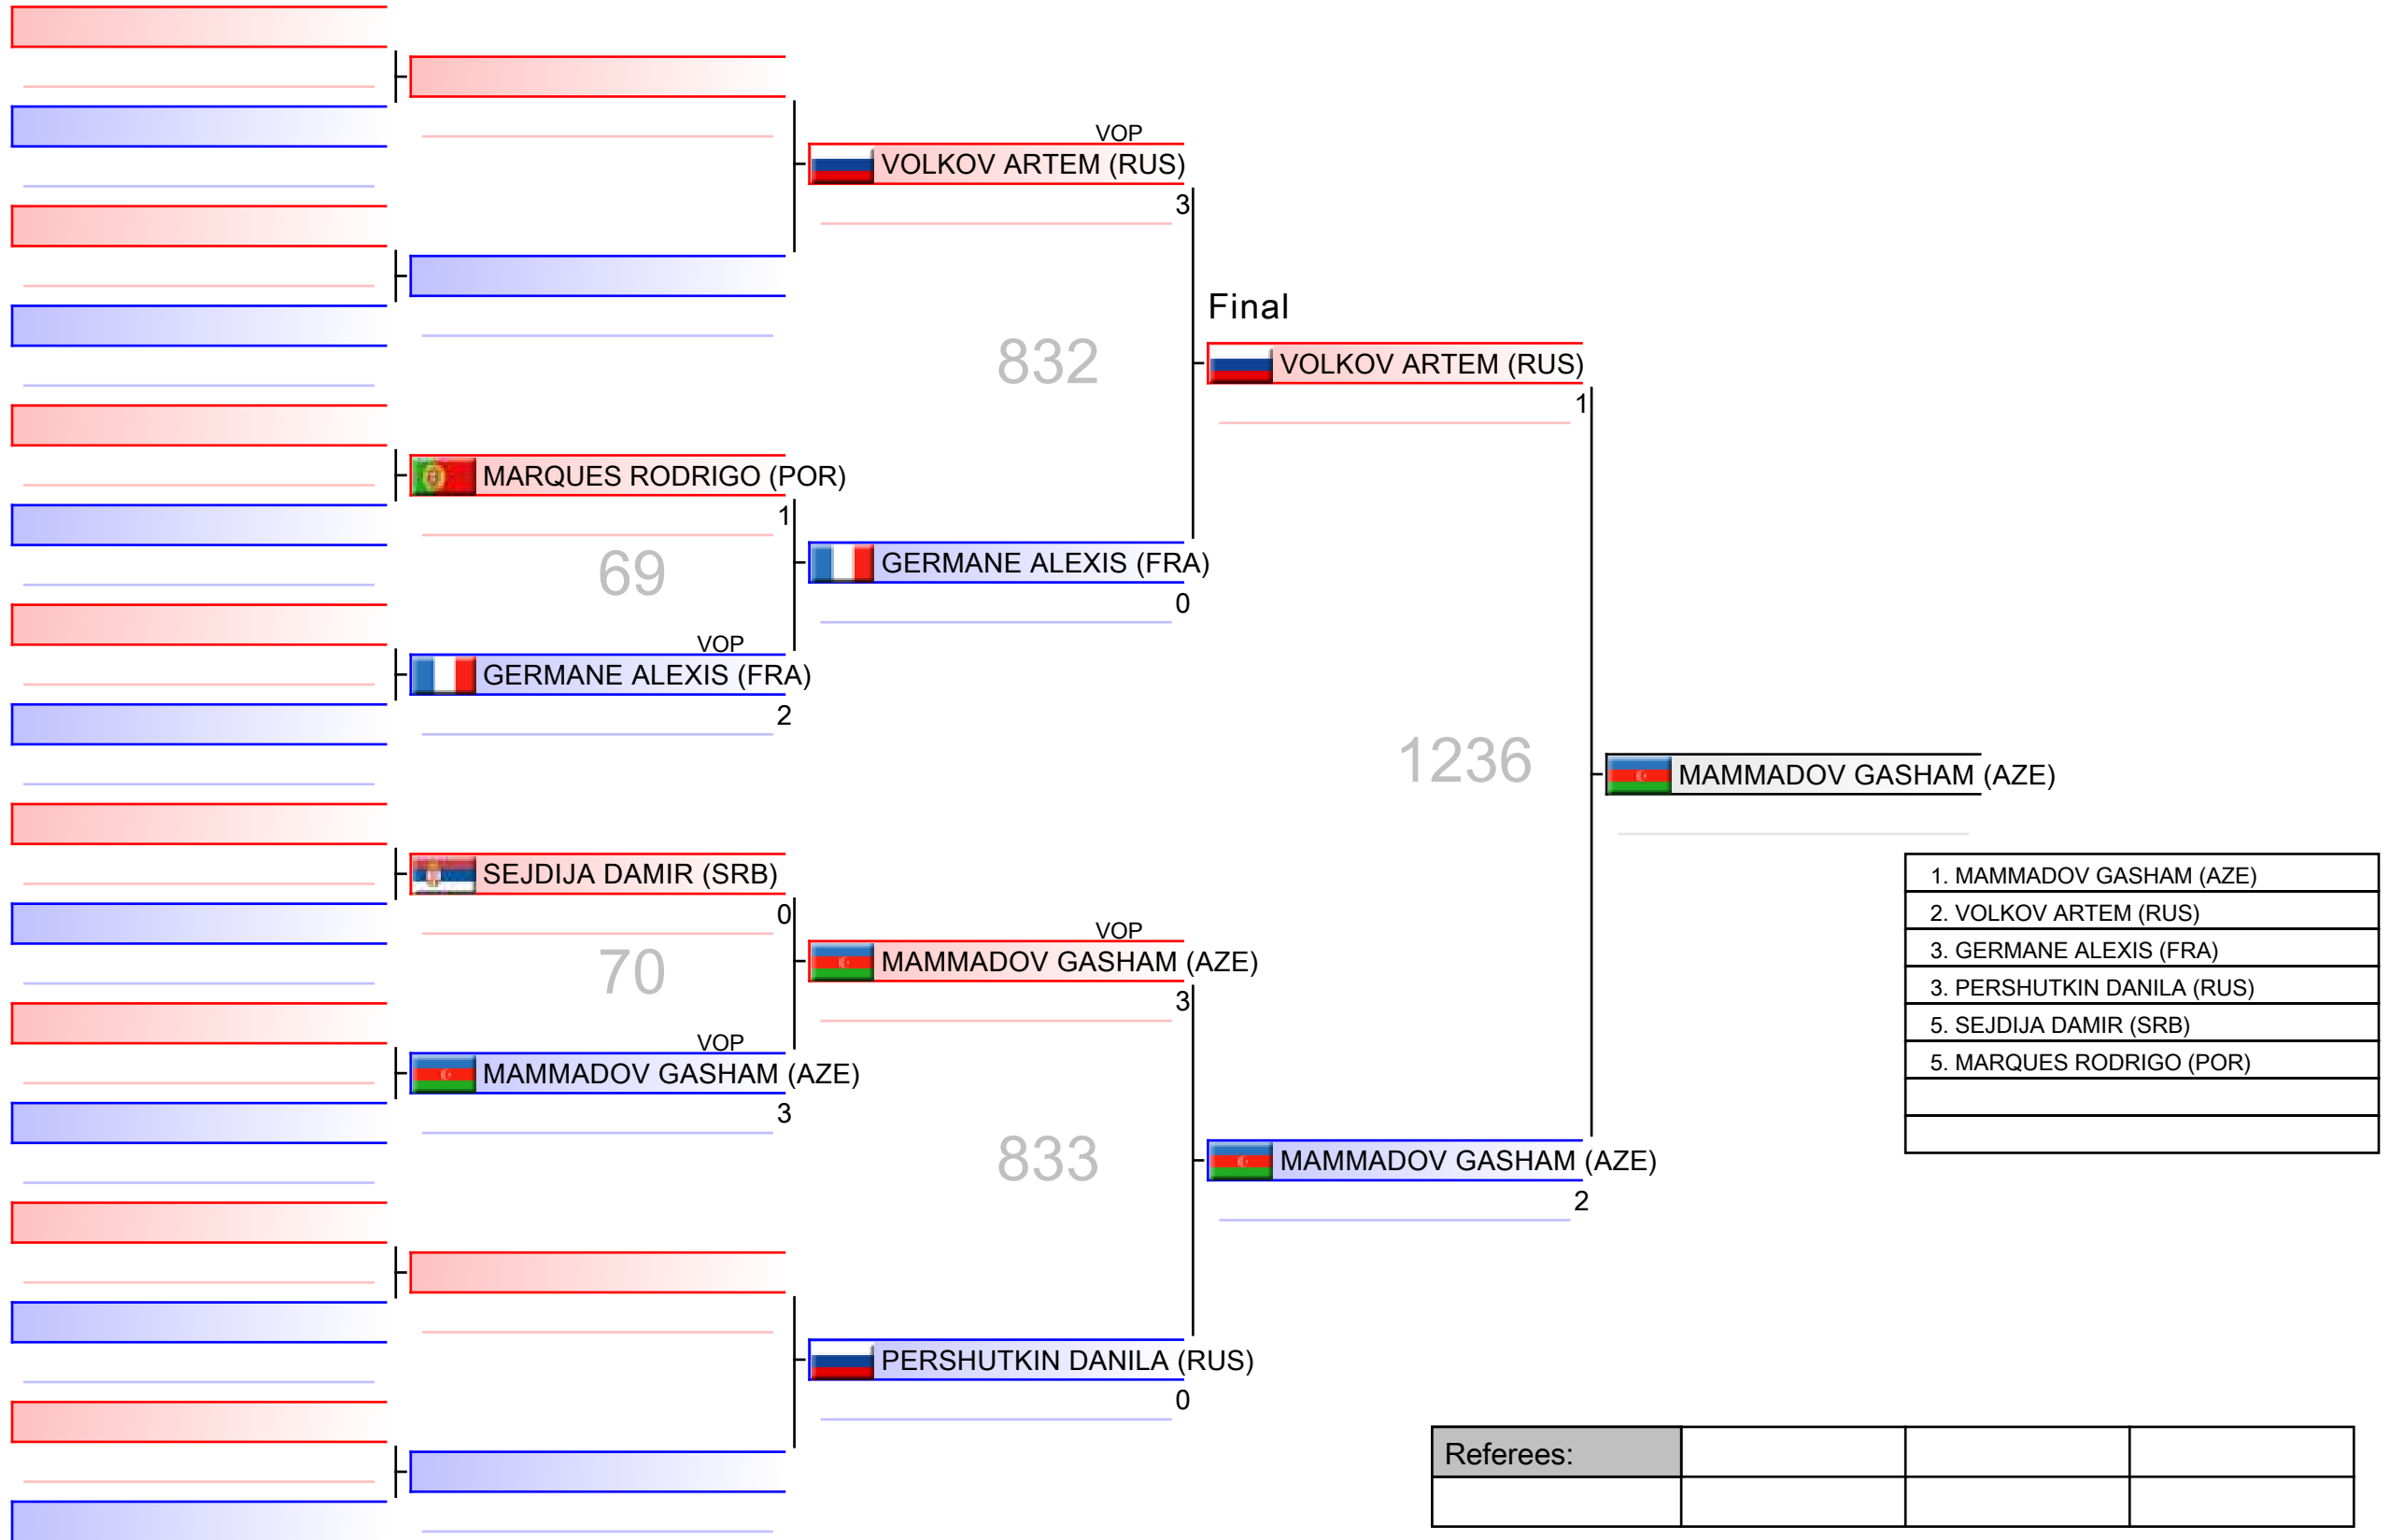 VOP
VOLKOV ARTEM (RUS)
3
832
Final
VOLKOV ARTEM (RUS)
1
MARQUES RODRIGO (POR)
1
69
GERMANE ALEXIS (FRA)
0
VOP
GERMANE ALEXIS (FRA)
2
1236
MAMMADOV GASHAM (AZE)
SEJDIJA DAMIR (SRB)
0
70
VOP
MAMMADOV GASHAM (AZE)
3
VOP
MAMMADOV GASHAM (AZE)
3
833
MAMMADOV GASHAM (AZE)
2
PERSHUTKIN DANILA (RUS)
0
1. MAMMADOV GASHAM (AZE)
2. VOLKOV ARTEM (RUS)
3. GERMANE ALEXIS (FRA)
3. PERSHUTKIN DANILA (RUS)
5. SEJDIJA DAMIR (SRB)
5. MARQUES RODRIGO (POR)
Referees: